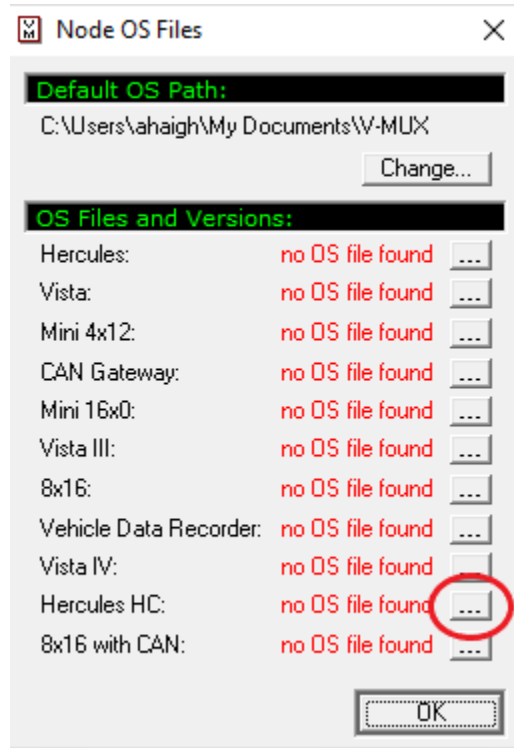 Node OS Files
Default OS Path:
C:\Users\ahaigh\My Documents\V-MUX
Change...
OS Files and Versions:
Hercules: no OS file found ...
Vista: no OS file found ...
Mini 4x12: no OS file found ...
CAN Gateway: no OS file found ...
Mini 16x0: no OS file found ...
Vista III: no OS file found ...
8x16: no OS file found ...
Vehicle Data Recorder: no OS file found ...
Vista IV: no OS file found ...
Hercules HC: no OS file found ...
8x16 with CAN: no OS file found ...
OK